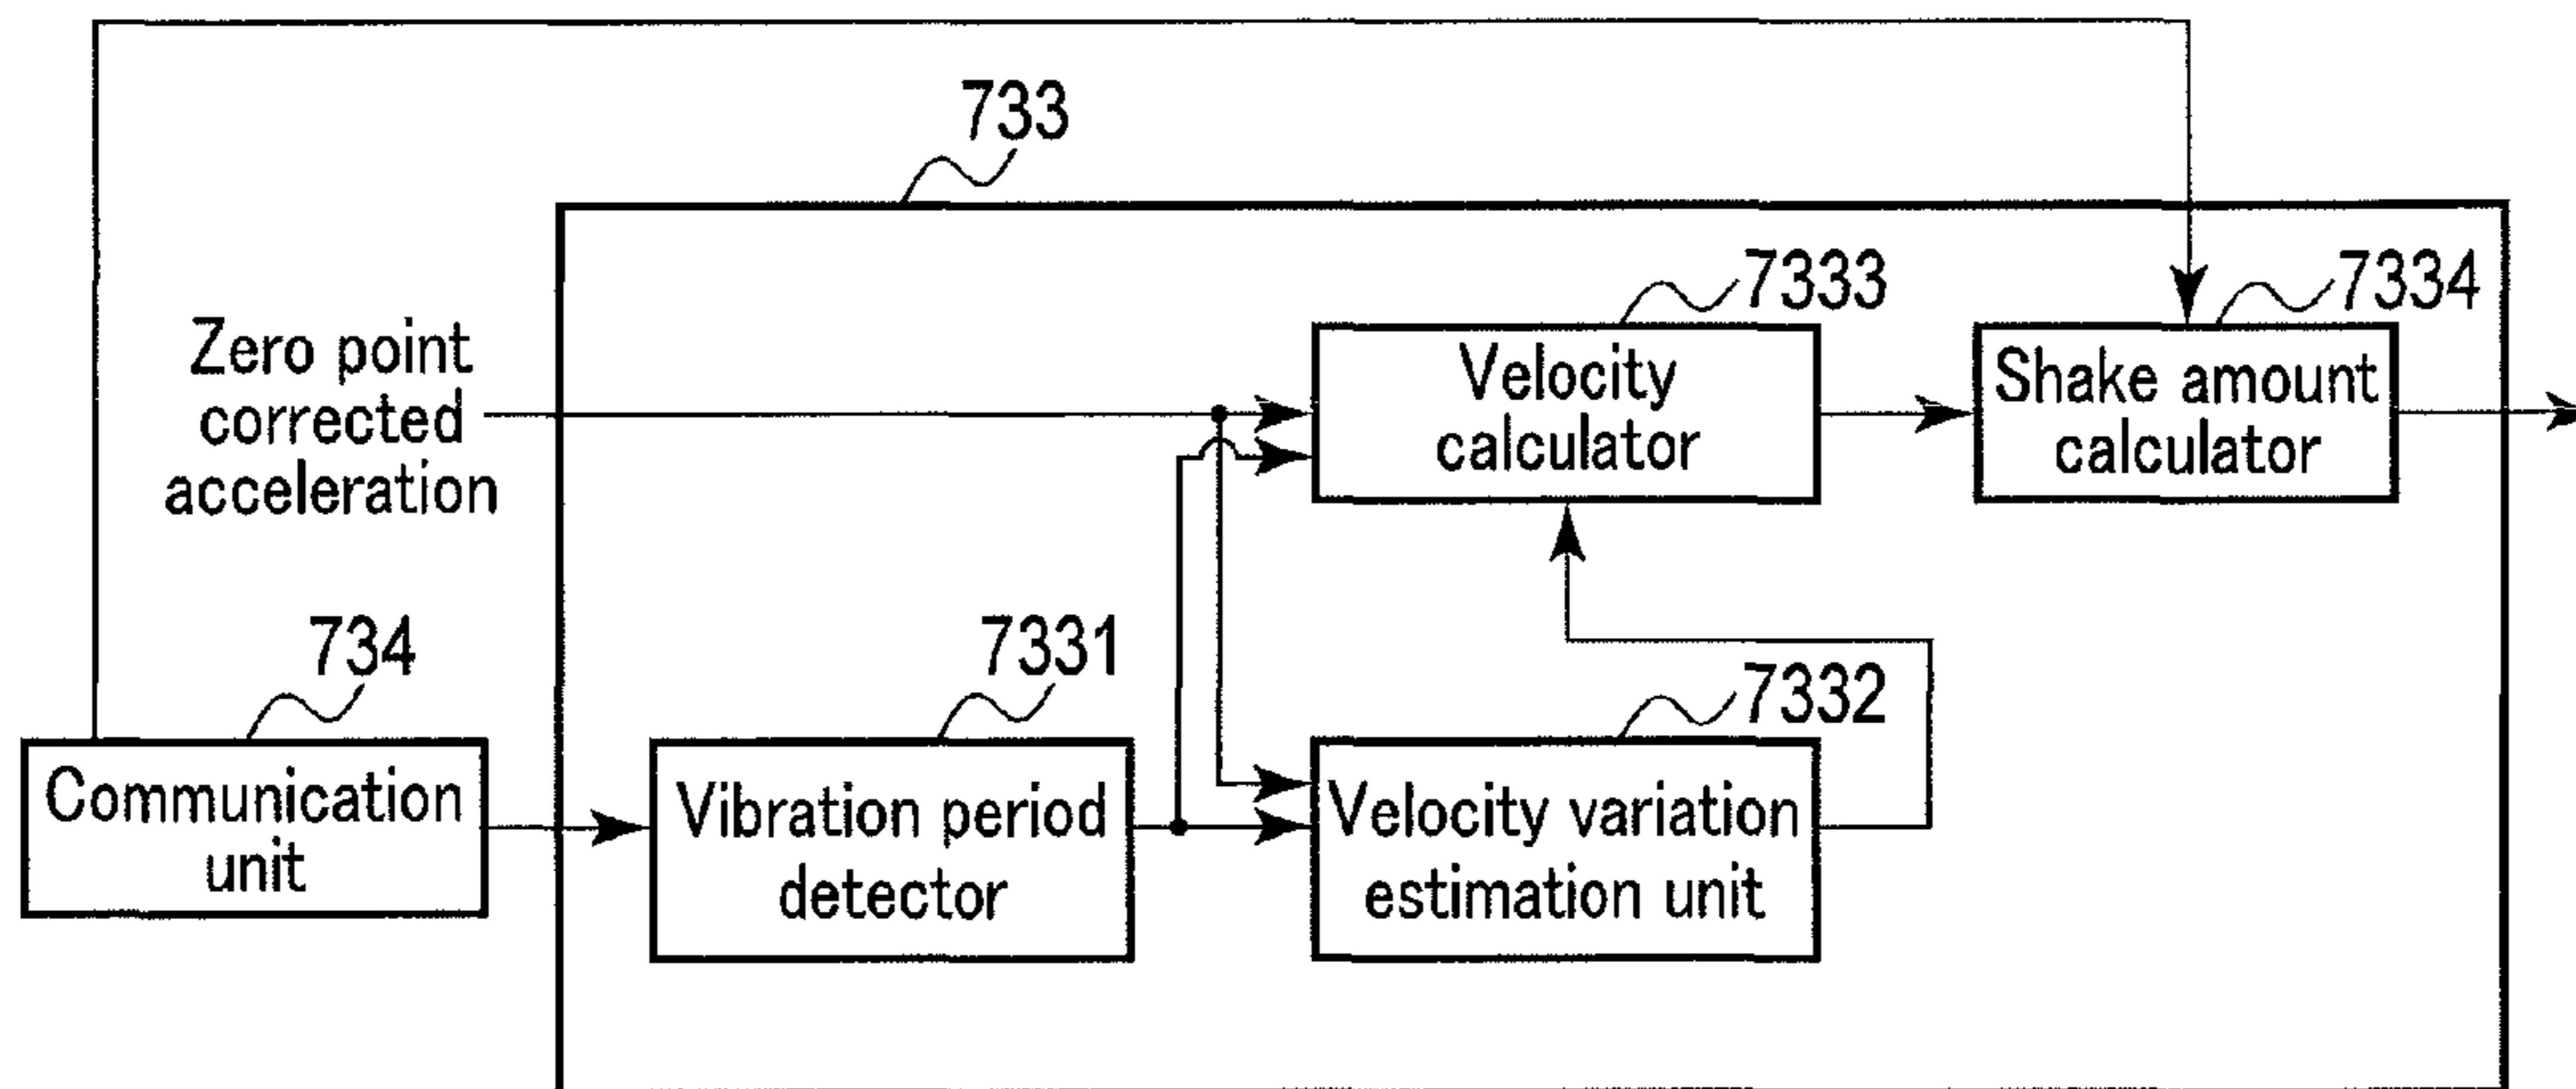 733
7333
7334
Zero point
corrected
acceleration
Velocity
calculator
Shake amount
calculator
734
7331
7332
Communication
unit
Vibration period
detector
Velocity variation
estimation unit